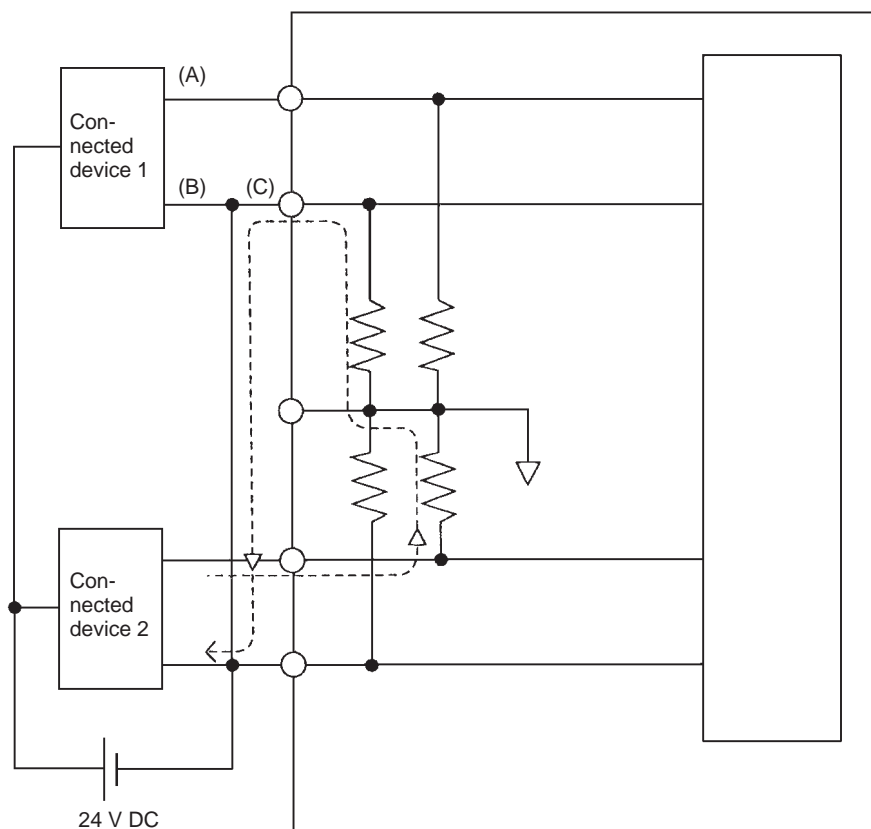 (A)
Con-
nected
device 1
(B) (C)
Con-
nected
device 2
24 V DC